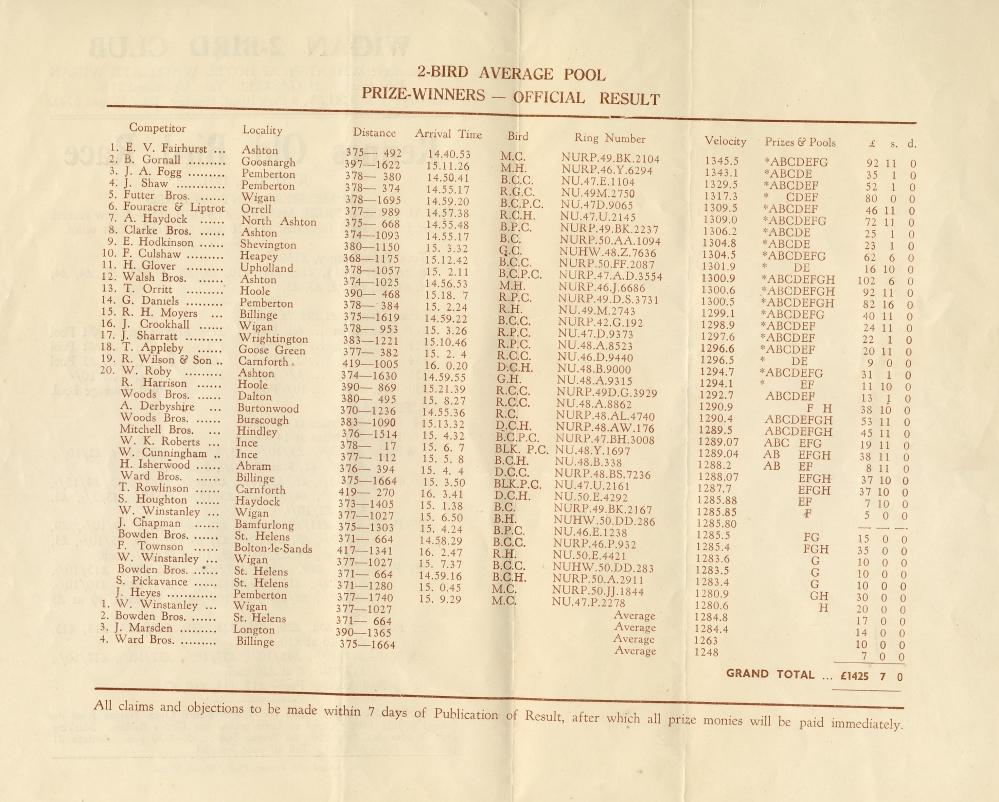 2-BIRD AVERAGE POOL
PRIZE-WINNERS — OFFICIAL RESULT
Competitor Locality Distance Arrival Time Bird Ring Number Velocity Prizes & Pools £ s. d.
1. E. V. Fairhurst ... Ashton 375— 492 14.40.53 M.C. NURP.49.BK.2104 1345.5 *ABCDEFG 92 11 0
2. B. Gornall ......... Goosnargh 397—1622 15.11.26 M.H. NURP.46.Y.6294 1343.1 *ABCDE 35 1 0
3. J. A. Fogg ......... Pemberton 378— 380 14.50.41 B.C.C. NU.47.E.1104 1329.5 *ABCDEF 52 1 0
4. J. Shaw ............ Pemberton 378— 374 14.55.17 R.G.C. NU.49M.2750 1317.3 * CDEF 80 0 0
5. Futter Bros. ...... Wigan 378—1695 14.59.20 B.C.P.C. NU.47D.9065 1309.5 *ABCDEF 46 11 0
6. Fouracre & Liptrot Orrell 377— 989 14.57.38 R.C.H. NU.47.U.2145 1309.0 *ABCDEFG 72 11 0
7. A. Haydock ...... North Ashton 375— 668 14.55.48 B.P.C. NURP.49.BK.2237 1306.2 *ABCDE 25 1 0
8. Clarke Bros. ...... Ashton 374—1093 14.55.17 B.C. NURP.50.AA.1094 1304.8 *ABCDE 23 1 0
9. E. Hodkinson ...... Shevington 380—1150 15. 3.32 G.C. NUHW.48.Z.7636 1304.5 *ABCDEFG 62 6 0
10. F. Culshaw ...... Heapey 368—1175 15.12.42 B.C.C. NURP.50.FF.2087 1301.9 * DE 16 10 0
11. H. Glover ......... Upholland 378—1057 15. 2.11 B.C.P.C. NURP.47.A.D.3554 1300.9 *ABCDEFGH 102 6 0
12. Walsh Bros. ...... Ashton 374—1025 14.56.53 M.H. NURP.46.J.6686 1300.6 *ABCDEFGH 92 11 0
13. T. Orritt ......... Hoole 390— 468 15.18. 7 R.P.C. NURP.49.D.S.3731 1300.5 *ABCDEFGH 82 16 0
14. G. Daniels ......... Pemberton 378— 384 15. 2.24 R.H. NU.49.M.2743 1299.1 *ABCDEFG 40 11 0
15. R. H. Moyers ... Billinge 375—1619 14.59.22 B.C.C. NURP.42.G.192 1298.9 *ABCDEF 24 11 0
16. J. Crookhall ...... Wigan 378— 953 15. 3.26 R.P.C. NU.47.D.9373 1297.6 *ABCDEF 22 1 0
17. J. Sharratt ...... Wrightington 383—1221 15.10.46 R.P.C. NU.48.A.8523 1296.6 *ABCDEF 20 11 0
18. T. Appleby ...... Goose Green 377— 382 15. 2. 4 R.C.C. NU.46.D.9440 1296.5 * DE 9 0 0
19. R. Wilson & Son .. Carnforth 419—1005 16. 0.20 D.C.H. NU.48.B.9000 1294.7 *ABCDEFG 31 1 0
20. W. Roby ......... Ashton 374—1630 14.59.55 G.H. NU.48.A.9315 1294.1 * EF 11 10 0
R. Harrison ...... Hoole 390— 869 15.21.39 R.C.C. NURP.49D.G.3929 1292.7 ABCDEF 13 1 0
Woods Bros. ...... Dalton 380— 495 15. 8.27 R.C.C. NU.48.A.8862 1290.9 F H 38 10 0
A. Derbyshire ... Burtonwood 370—1236 14.55.36 R.C. NURP.48.AL.4740 1290.4 ABCDEFGH 53 11 0
Woods Bros. ...... Burscough 383—1090 15.13.32 D.C.H. NURP.48.AW.176 1289.5 ABCDEFGH 45 11 0
Mitchell Bros. ... Hindley 376—1514 15. 4.32 B.C.P.C. NURP.47.BH.3008 1289.07 ABC EFG 19 11 0
W. K. Roberts ... Ince 378— 17 15. 6. 7 BLK. P.C. NU.48.Y.1697 1289.04 AB EFGH 38 11 0
W. Cunningham .. Ince 377— 112 15. 5. 8 B.C.H. NU.48.B.338 1288.2 AB EF 8 11 0
H. Isherwood ...... Abram 376— 394 15. 4. 4 D.C.C. NURP.48.BS.7236 1288.07 EFGH 37 10 0
Ward Bros. ...... Billinge 375—1664 15. 3.50 BLK.P.C. NU.47.U.2161 1287.7 EFGH 37 10 0
T. Rowlinson ...... Carnforth 419— 270 16. 3.41 D.C.H. NU.50.E.4292 1285.88 EF 7 10 0
S. Houghton ...... Haydock 373—1405 15. 1.38 B.C. NURP.49.BK.2167 1285.85 F 5 0 0
W. Winstanley ... Wigan 377—1027 15. 6.50 B.H. NUHW.50.DD.286 1285.80 — — —
J. Chapman ...... Bamfurlong 375—1303 15. 4.24 B.P.C. NU.46.E.1238 1285.5 FG 15 0 0
Bowden Bros. ...... St. Helens 371— 664 14.58.29 B.C.C. NURP.46.P.932 1285.4 FGH 35 0 0
F. Townson ...... Bolton-le-Sands 417—1341 16. 2.47 R.H. NU.50.E.4421 1283.6 G 10 0 0
W. Winstanley ... Wigan 377—1027 15. 7.37 B.C.C. NUHW.50.DD.283 1283.5 G 10 0 0
Bowden Bros. ...... St. Helens 371— 664 14.59.16 B.C.H. NURP.50.A.2911 1283.4 G 10 0 0
S. Pickavance ...... St. Helens 371—1280 15. 0.45 M.C. NURP.50.JJ.1844 1280.9 GH 30 0 0
J. Heyes ......... Pemberton 377—1740 15. 9.29 M.C. NU.47.P.2278 1280.6 H 20 0 0
1. W. Winstanley ... Wigan 377—1027 Average 1284.8 17 0 0
2. Bowden Bros. ...... St. Helens 371— 664 Average 1284.4 14 0 0
3. J. Marsden ......... Longton 390—1365 Average 1263 10 0 0
4. Ward Bros. ......... Billinge 375—1664 Average 1248 7 0 0
GRAND TOTAL ... £1425 7 0
All claims and objections to be made within 7 days of Publication of Result, after which all prize monies will be paid immediately.